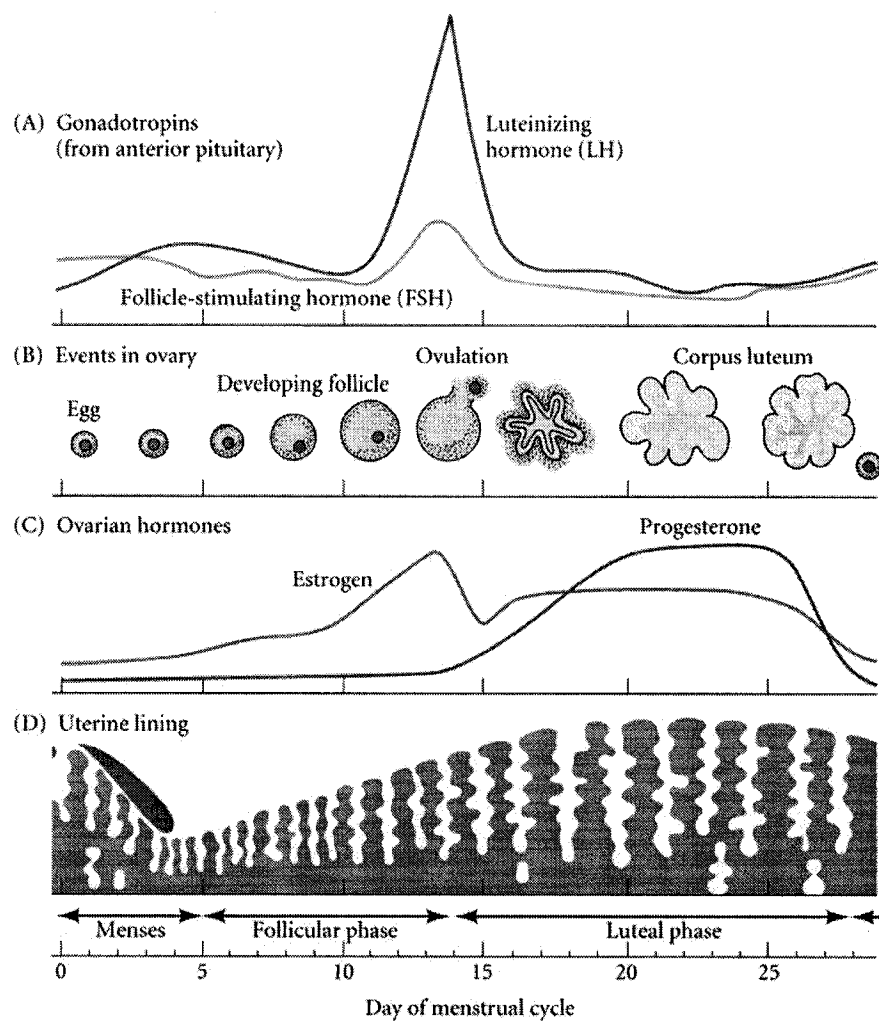 (A) Gonadotropins
(from anterior pituitary)
Luteinizing
hormone (LH)
Follicle-stimulating hormone (FSH)
(B) Events in ovary
Ovulation
Corpus luteum
Developing follicle
Egg
(C) Ovarian hormones
Progesterone
Estrogen
(D) Uterine lining
Menses
Follicular phase
Luteal phase
0 5 10 15 20 25
Day of menstrual cycle